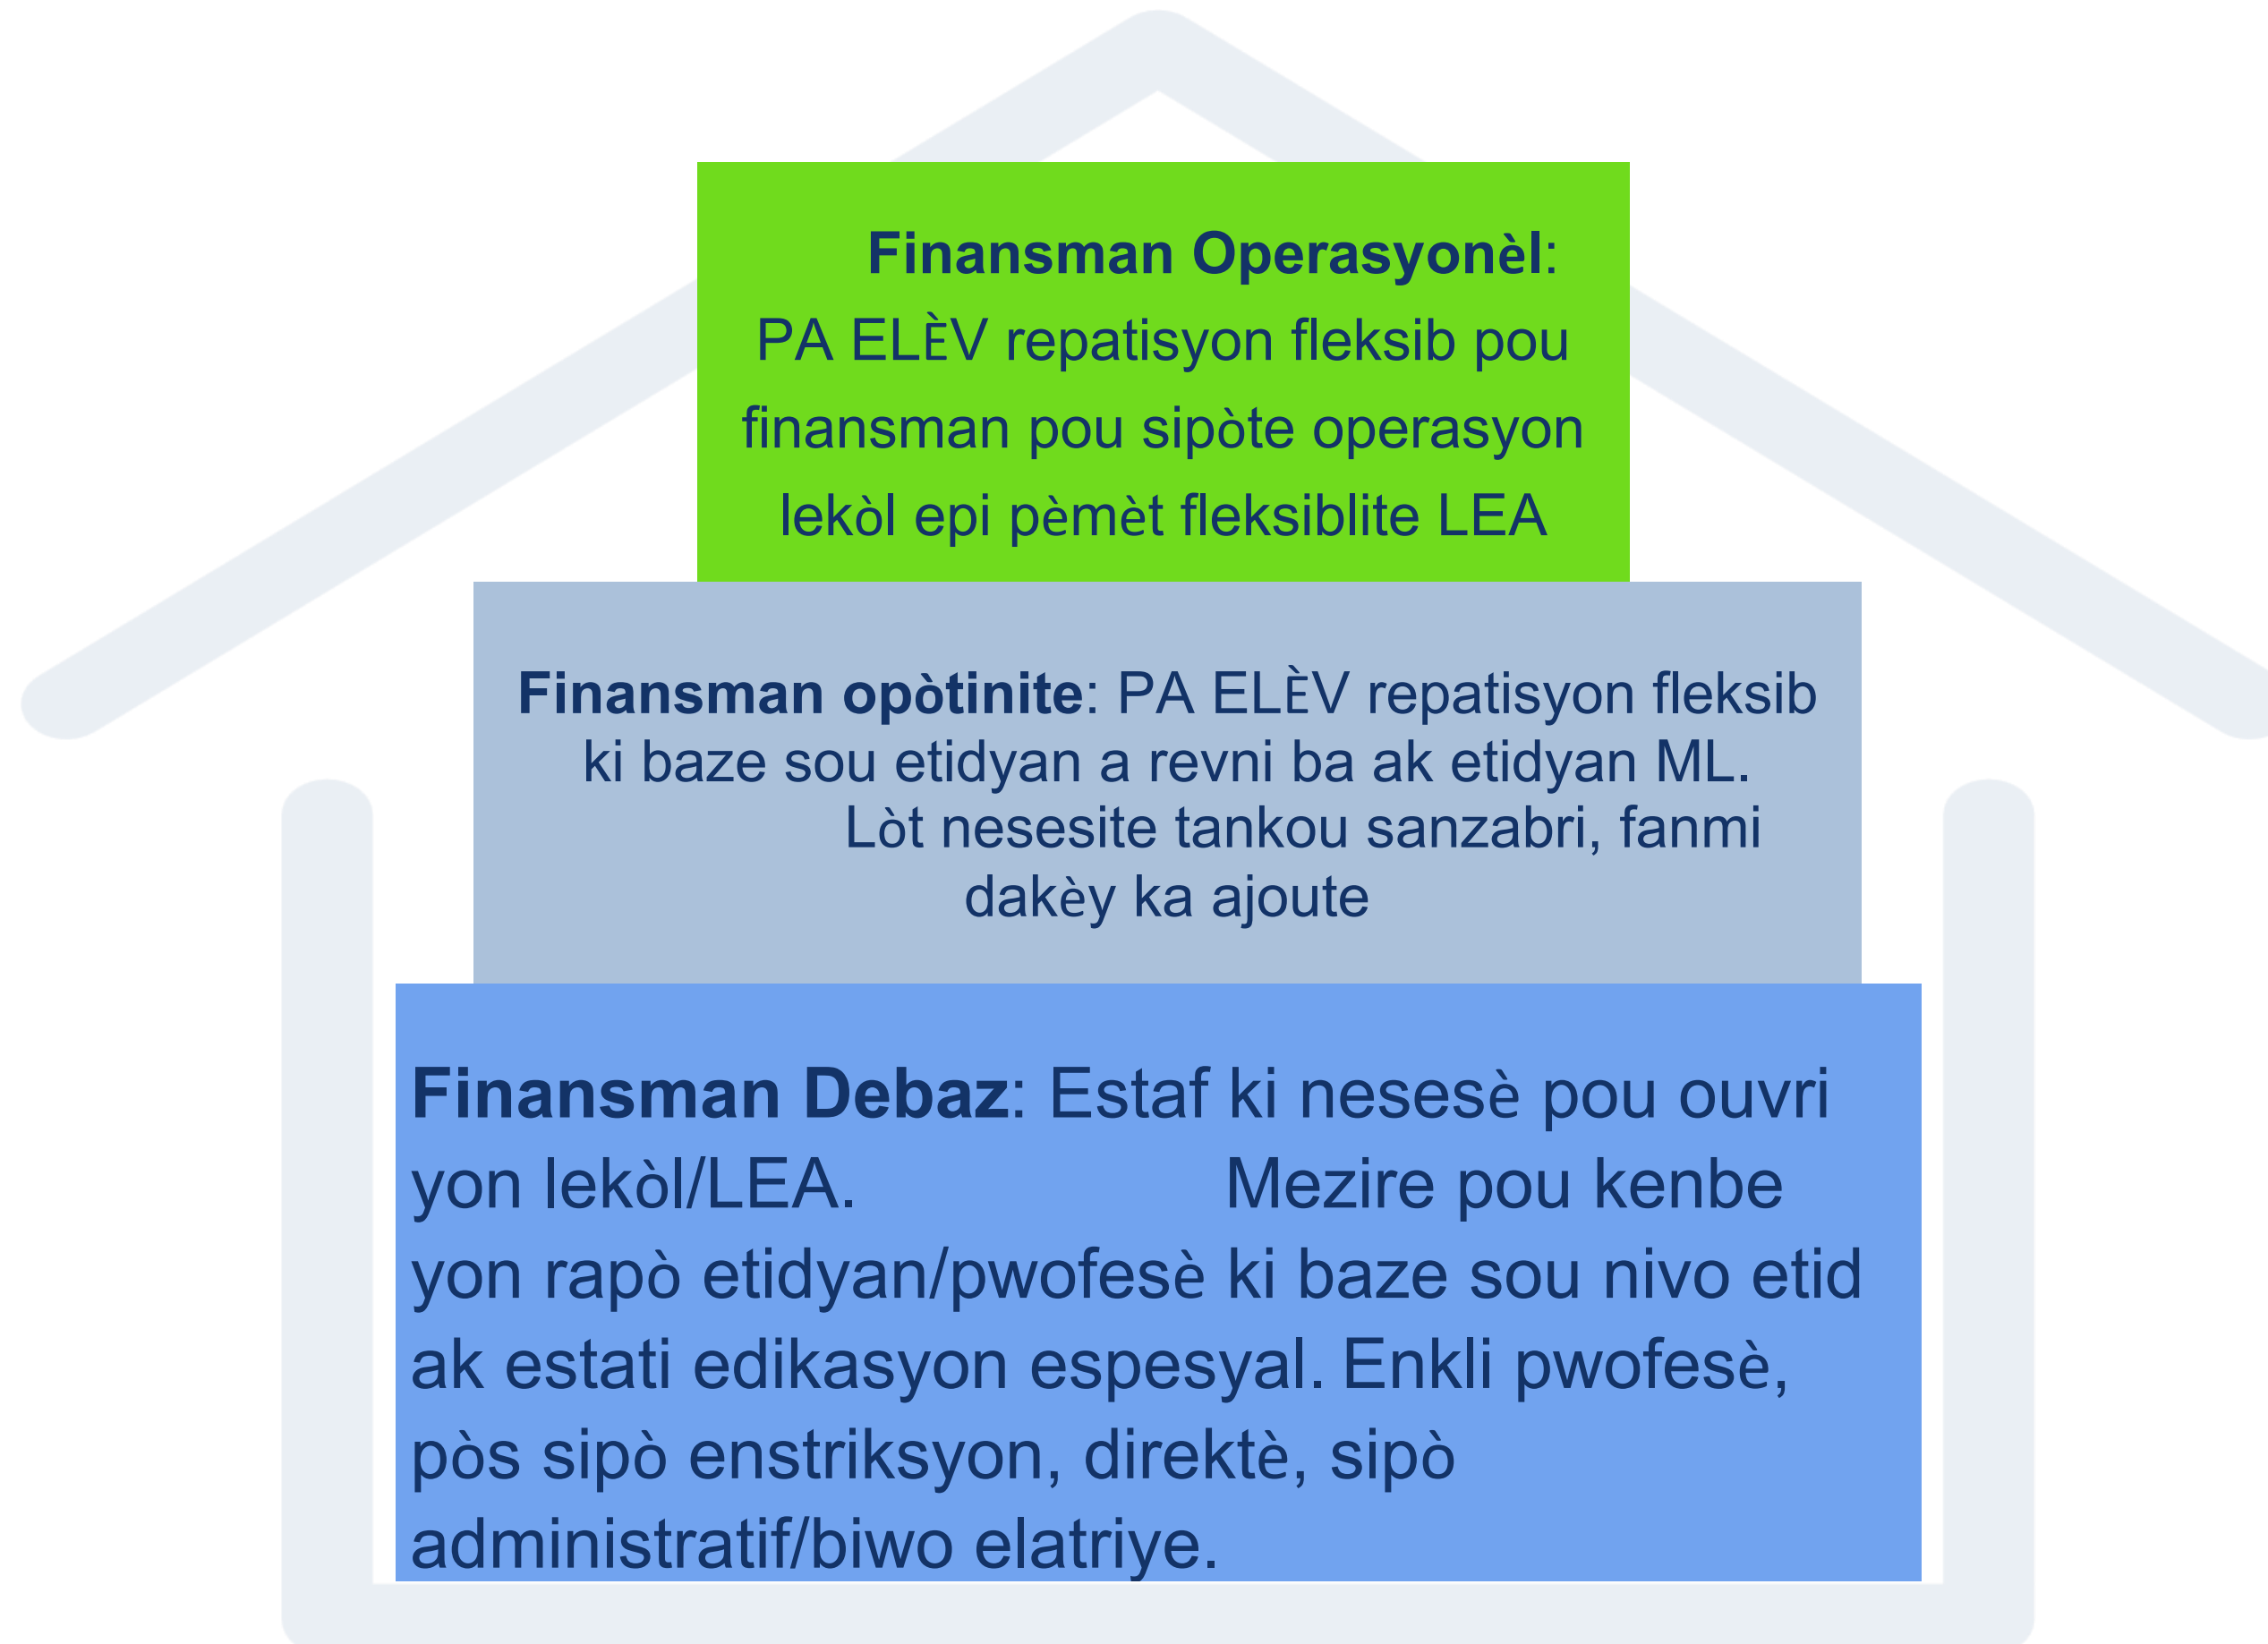 Finansman Operasyonèl:
PA ELÈV repatisyon fleksib pou
finansman pou sipòte operasyon
lekòl epi pèmèt fleksiblite LEA
Finansman opòtinite: PA ELÈV repatisyon fleksib
ki baze sou etidyan a revni ba ak etidyan ML.
Lòt nesesite tankou sanzabri, fanmi
dakèy ka ajoute
Finansman Debaz: Estaf ki nesesè pou ouvri
yon lekòl/LEA. Mezire pou kenbe
yon rapò etidyan/pwofesè ki baze sou nivo etid
ak estati edikasyon espesyal. Enkli pwofesè,
pòs sipò enstriksyon, direktè, sipò
administratif/biwo elatriye.